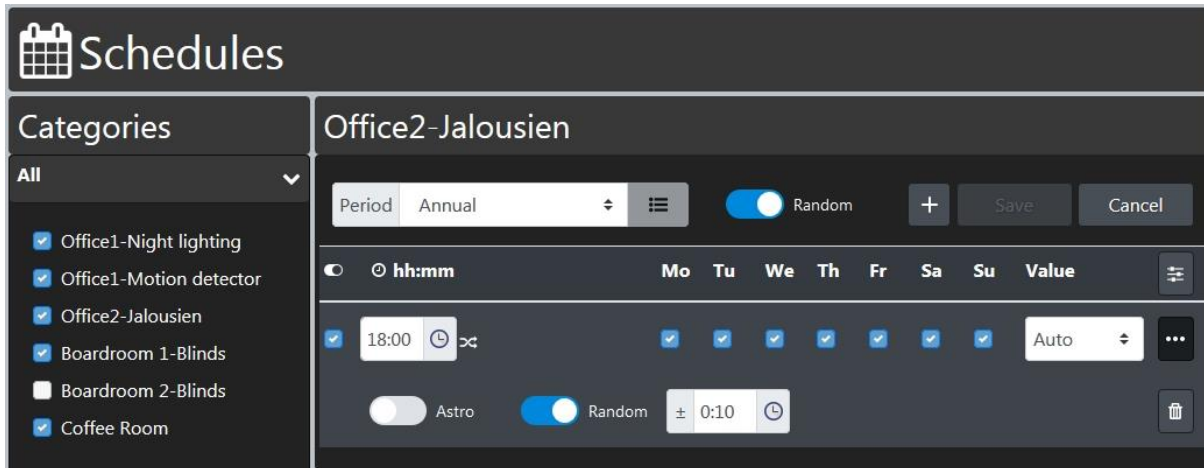 Schedules
Categories
Office2-Jalousien
All
Period Annual Random + Save Cancel
Office1-Night lighting
Office1-Motion detector
Office2-Jalousien
Boardroom 1-Blinds
Boardroom 2-Blinds
Coffee Room
hh:mm Mo Tu We Th Fr Sa Su Value
18:00 Auto
Astro Random ± 0:10